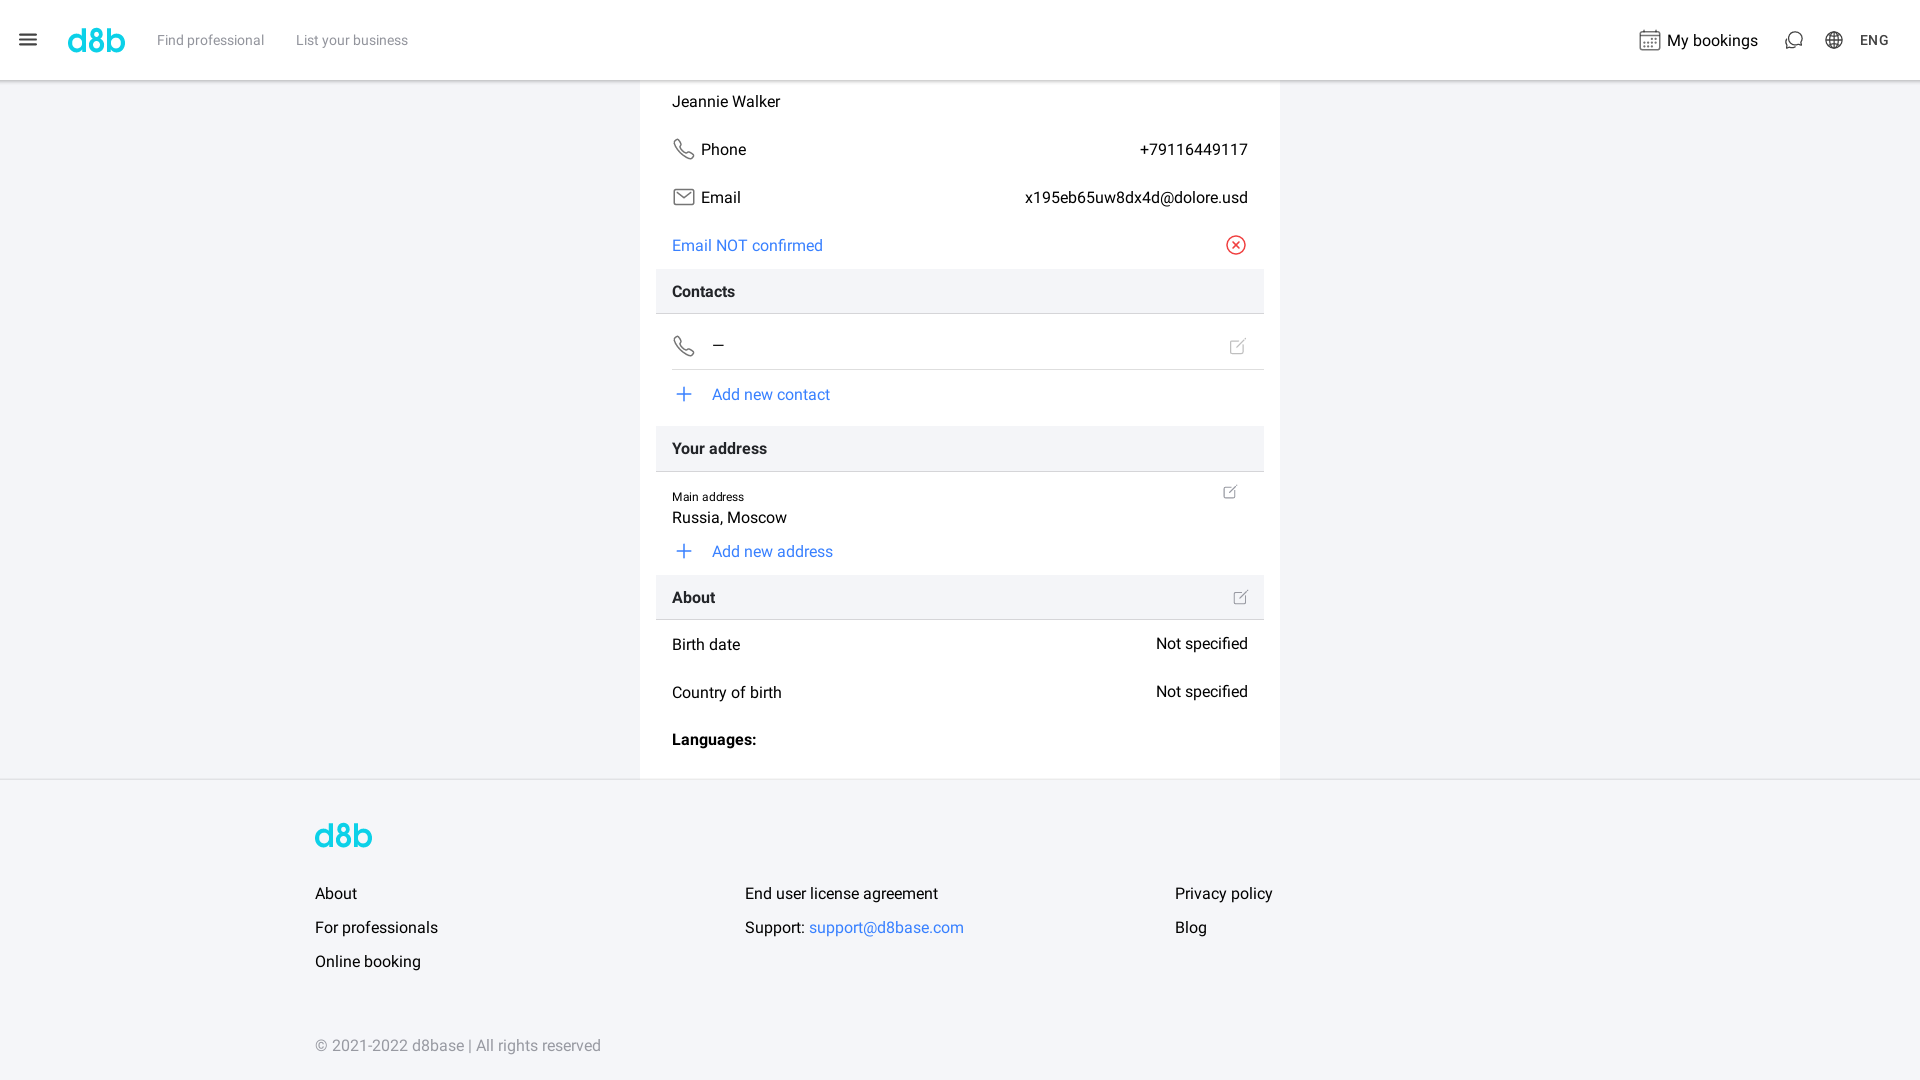 d8b
Find professional
List your business
My bookings
ENG
Jeannie Walker
Phone
+79116449117
Email
x195eb65uw8dx4d@dolore.usd
Email NOT confirmed
Contacts
—
Add new contact
Your address
Main address
Russia, Moscow
Add new address
About
Birth date
Not specified
Country of birth
Not specified
Languages:
d8b
About
End user license agreement
Privacy policy
For professionals
Support: support@d8base.com
Blog
Online booking
© 2021-2022 d8base | All rights reserved